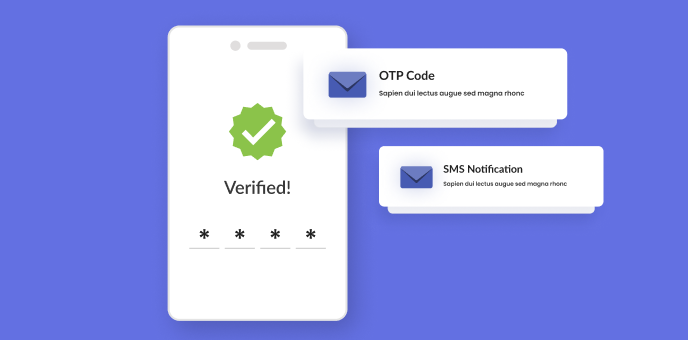 OTP Code
Sapien dui lectus augue sed magna rhonc
SMS Notification
Sapien dui lectus augue sed magna rhonc
Verified!
* * * *